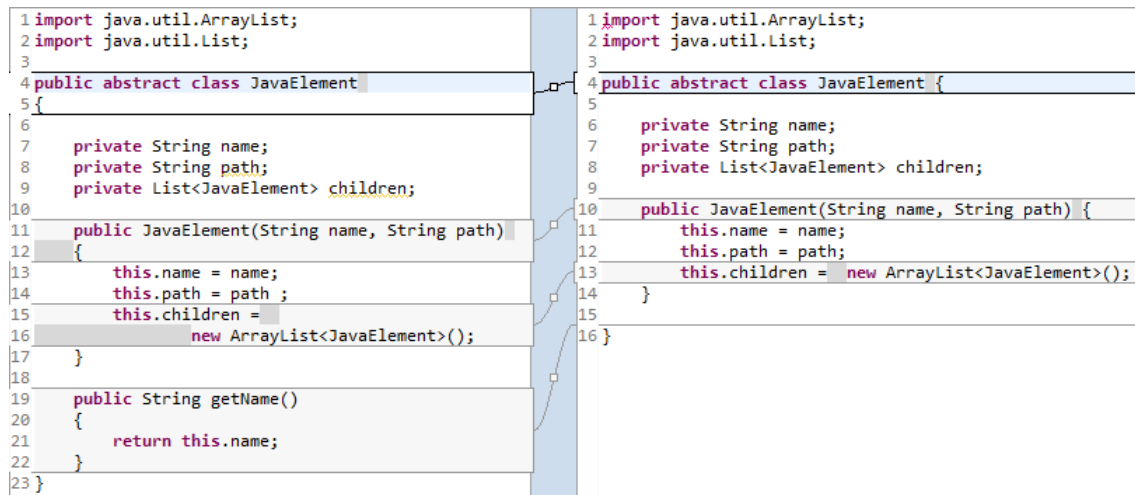 1 import java.util.ArrayList;
2 import java.util.List;
3
4 public abstract class JavaElement
5 {
6
7     private String name;
8     private String path;
9     private List<JavaElement> children;
10
11     public JavaElement(String name, String path)
12     {
13         this.name = name;
14         this.path = path ;
15         this.children =
16                 new ArrayList<JavaElement>();
17     }
18
19     public String getName()
20     {
21         return this.name;
22     }
23 }
1 import java.util.ArrayList;
2 import java.util.List;
3
4 public abstract class JavaElement {
5
6     private String name;
7     private String path;
8     private List<JavaElement> children;
9
10     public JavaElement(String name, String path) {
11         this.name = name;
12         this.path = path;
13         this.children =  new ArrayList<JavaElement>();
14     }
15
16 }